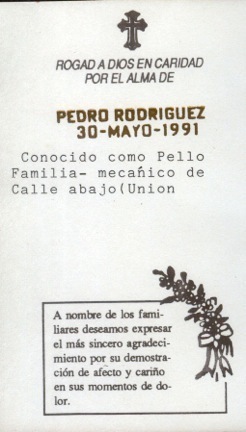 ROGAD A DIOS EN CARIDAD
POR EL ALMA DE
PEDRO RODRIGUEZ
30-MAYO-1991
Conocido como Pello
Familia- mecańico de
Calle abajo(Union
A nombre de los fami-
liares deseamos expresar
el más sincero agradeci-
miento por su demostra-
ción de afecto y cariño
en sus momentos de do-
lor.